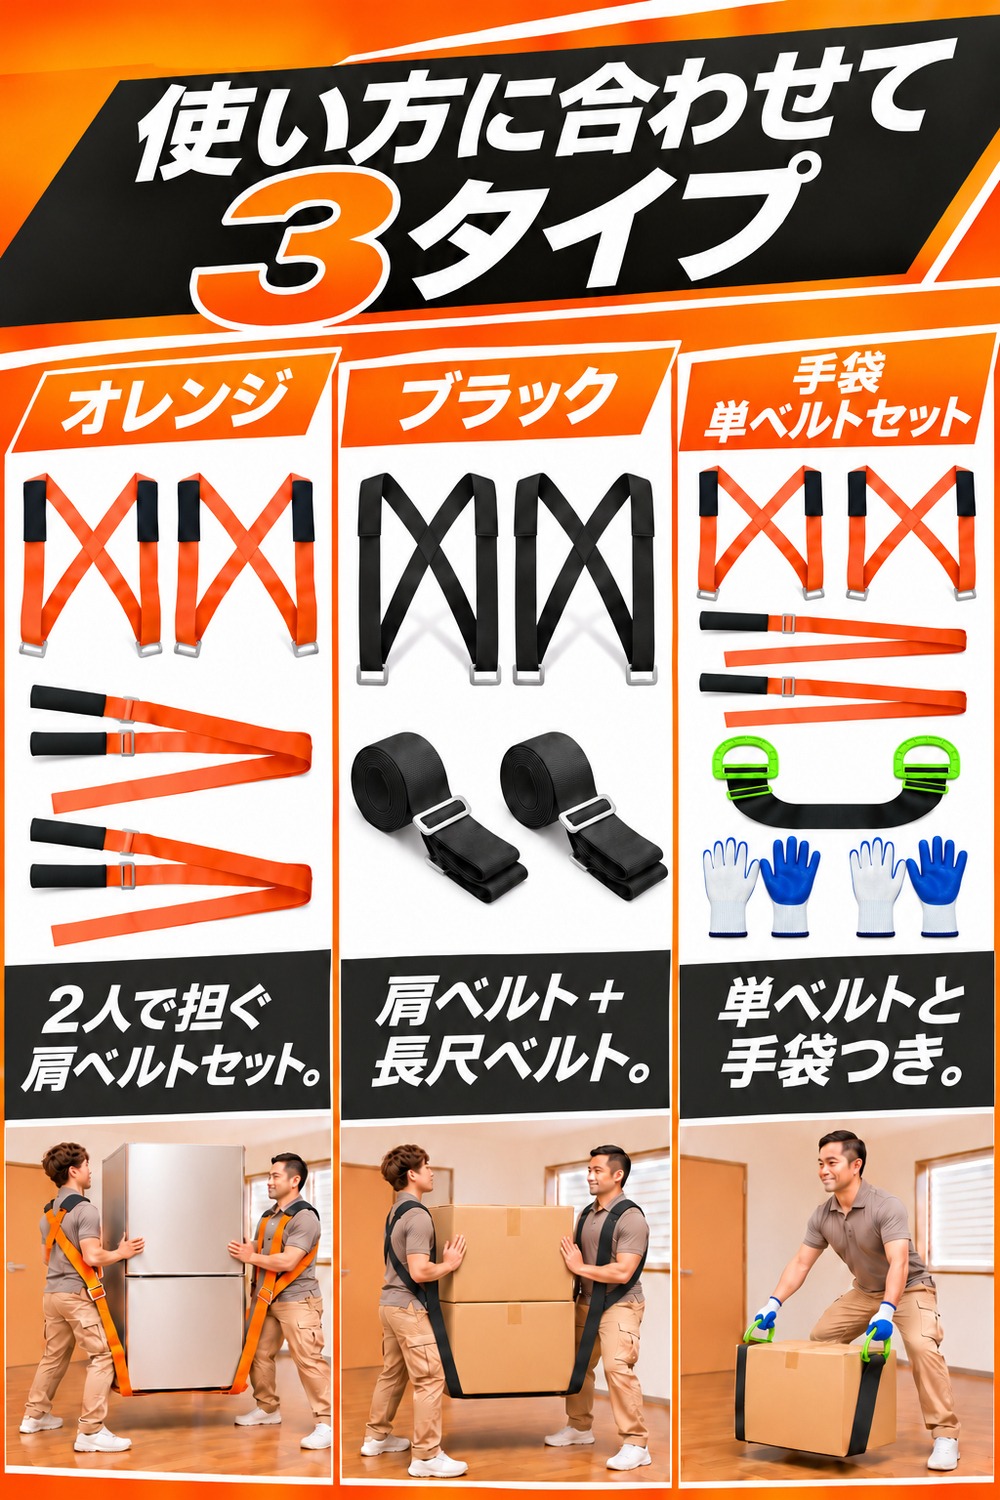 使い方に合わせて
3タイプ
オレンジ
ブラック
手袋
単ベルトセット
2人で担ぐ
肩ベルトセット。
肩ベルト＋
長尺ベルト。
単ベルトと
手袋つき。